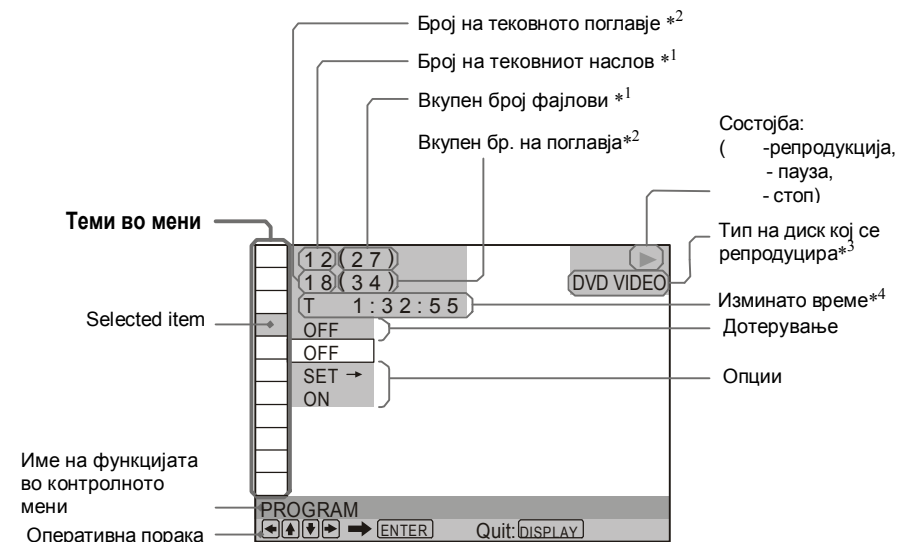 Број на тековното поглавје *2
Број на тековниот наслов *1
Вкупен број фајлови *1
Вкупен бр. на поглавја*2
Состојба:
( -репродукција,
- пауза,
- стоп)
Теми во мени
Тип на диск кој се
репродуцира*3
12(27)
18(34)
DVD VIDEO
T 1:32:55
Изминато време*4
Selected item
OFF
Дотерување
OFF
SET →
Опции
ON
Име на функцијата
во контролното
мени
PROGRAM
Оперативна порака
← ↑ ↓ → ➡ ENTER Quit: DISPLAY